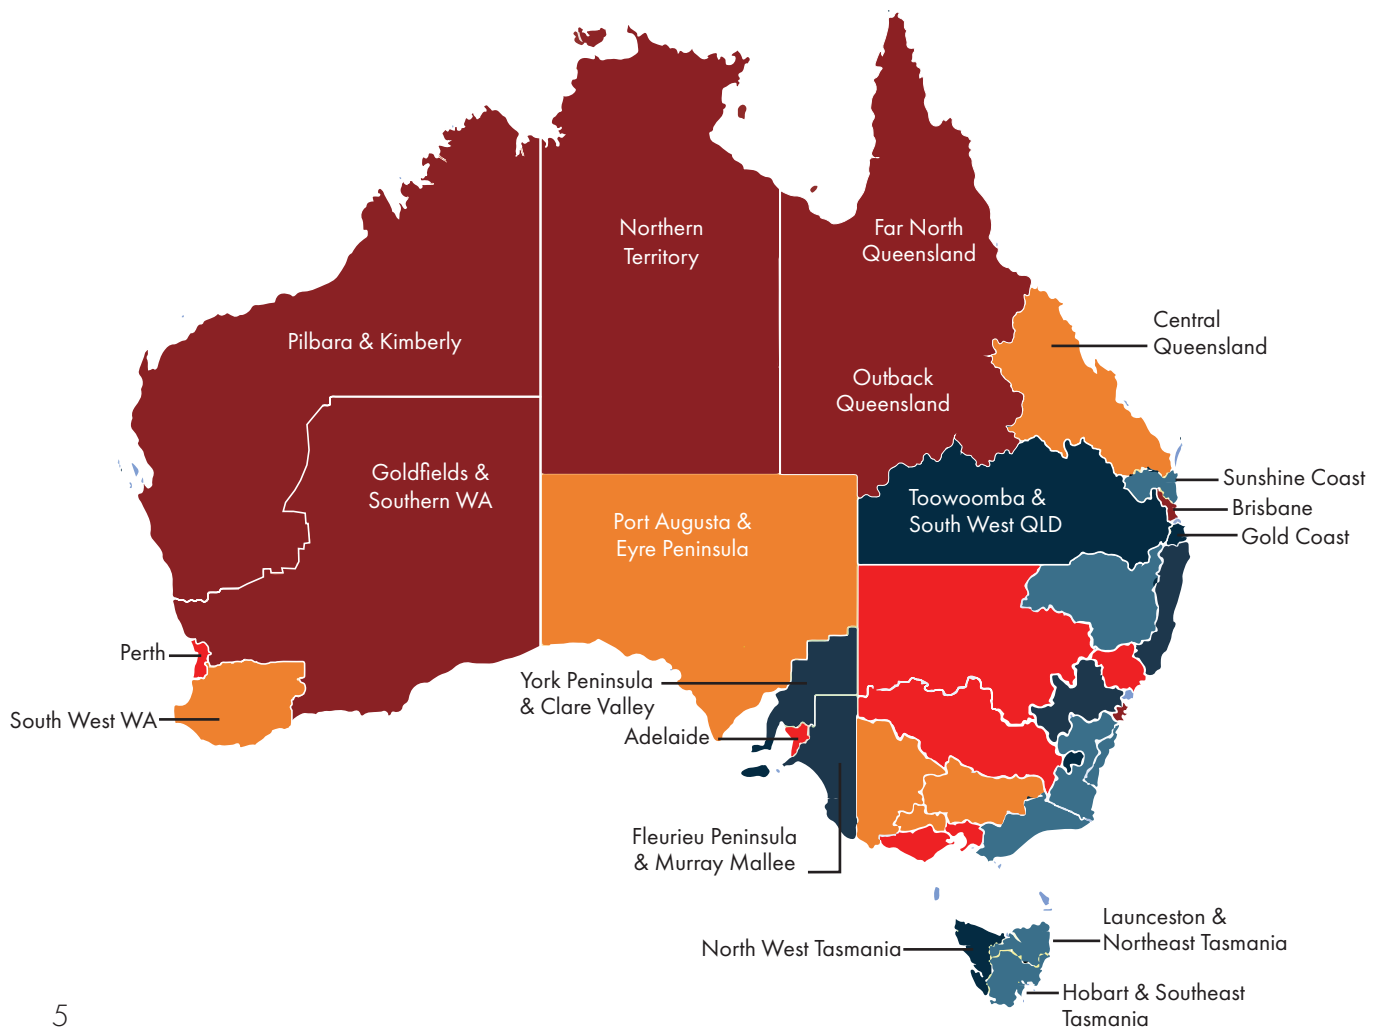 Northern
Territory
Far North
Queensland
Central
Queensland
Pilbara & Kimberly
Outback
Queensland
Goldfields &
Southern WA
Sunshine Coast
Toowoomba &
South West QLD
Brisbane
Port Augusta &
Eyre Peninsula
Gold Coast
Perth
York Peninsula
& Clare Valley
South West WA
Adelaide
Fleurieu Peninsula
& Murray Mallee
Launceston &
Northeast Tasmania
North West Tasmania
Hobart & Southeast
Tasmania
5